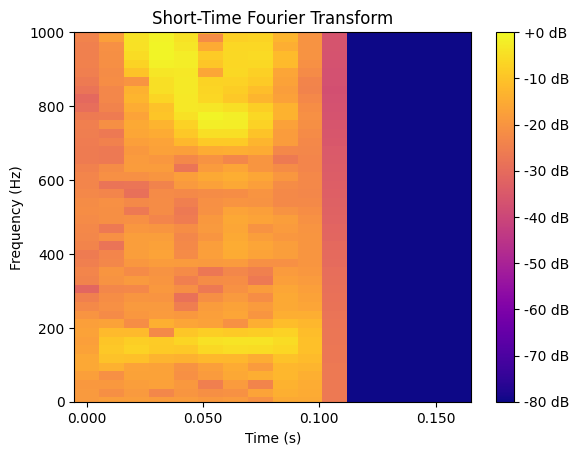 Short-Time Fourier Transform
Frequency (Hz)
1000
800
600
400
200
0
0.000
0.050
0.100
0.150
Time (s)
+0 dB
-10 dB
-20 dB
-30 dB
-40 dB
-50 dB
-60 dB
-70 dB
-80 dB